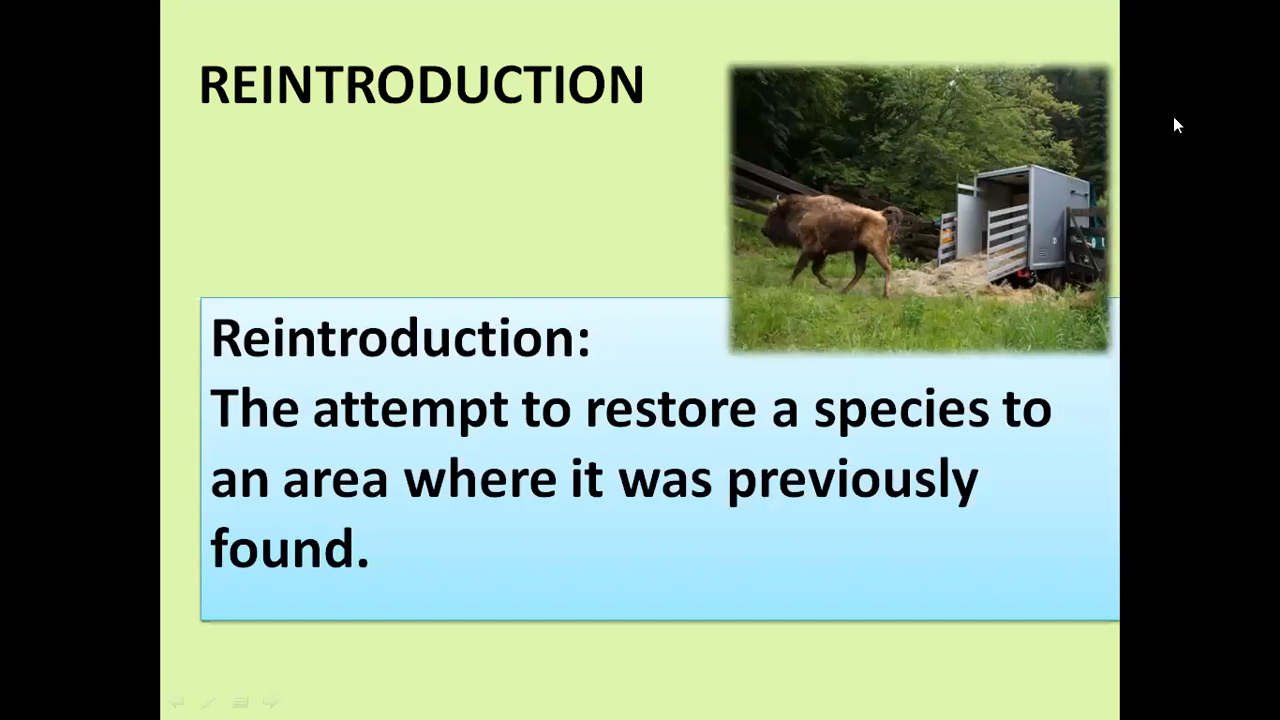 REINTRODUCTION
Reintroduction:
The attempt to restore a species to
an area where it was previously
found.